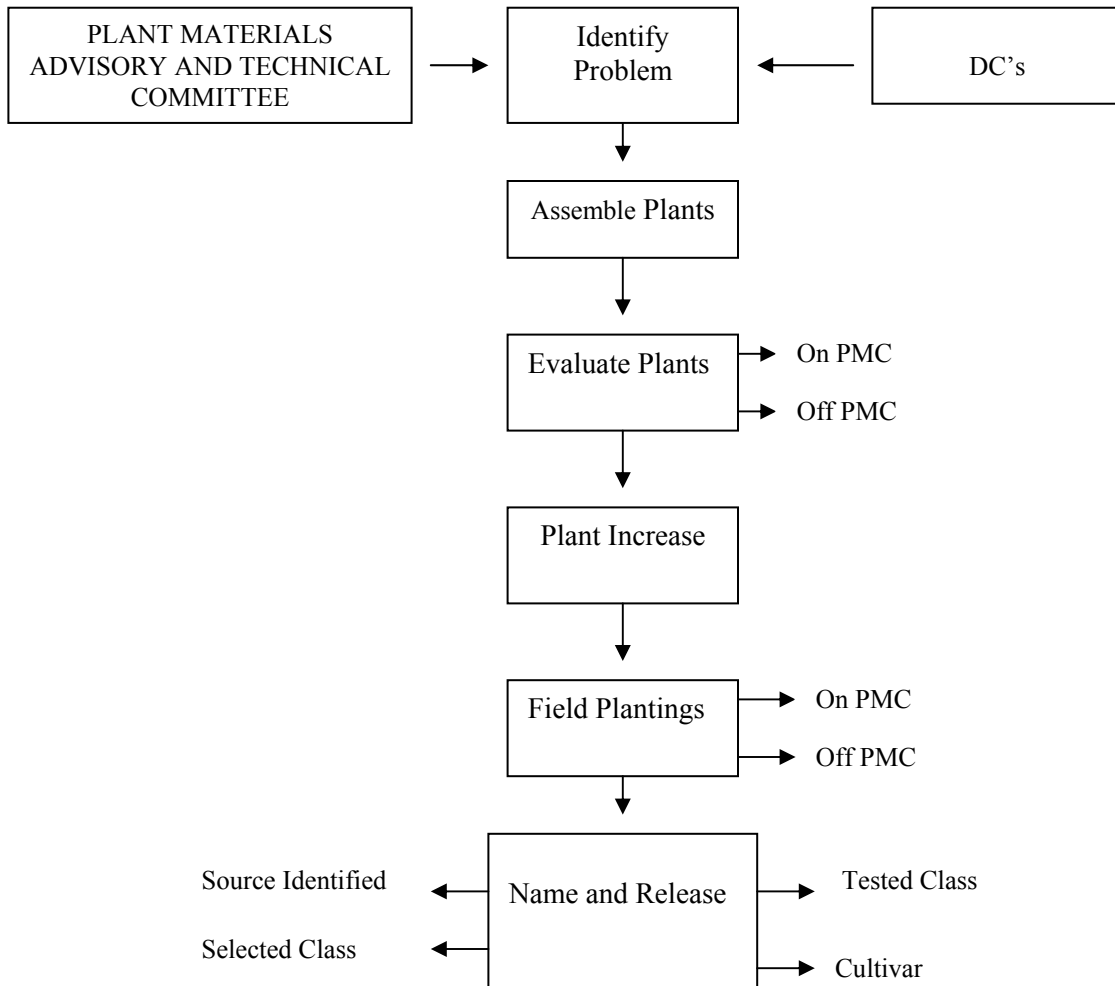 PLANT MATERIALS
ADVISORY AND TECHNICAL
COMMITTEE
Identify
Problem
DC’s
Assemble Plants
Evaluate Plants
On PMC
Off PMC
Plant Increase
Field Plantings
On PMC
Off PMC
Name and Release
Source Identified
Selected Class
Tested Class
Cultivar